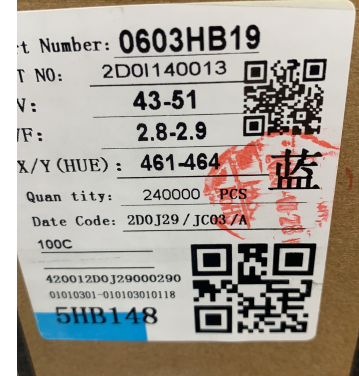 t Number: 0603HB19
T NO: 2D0I140013
V: 43-51
VF: 2.8-2.9
X/Y(HUE): 461-464
蓝
Quan tity: 240000 PCS
Date Code: 2D0J29/JC03/A
100C
420012D0J29000290
01010301-010103010118
5HB148